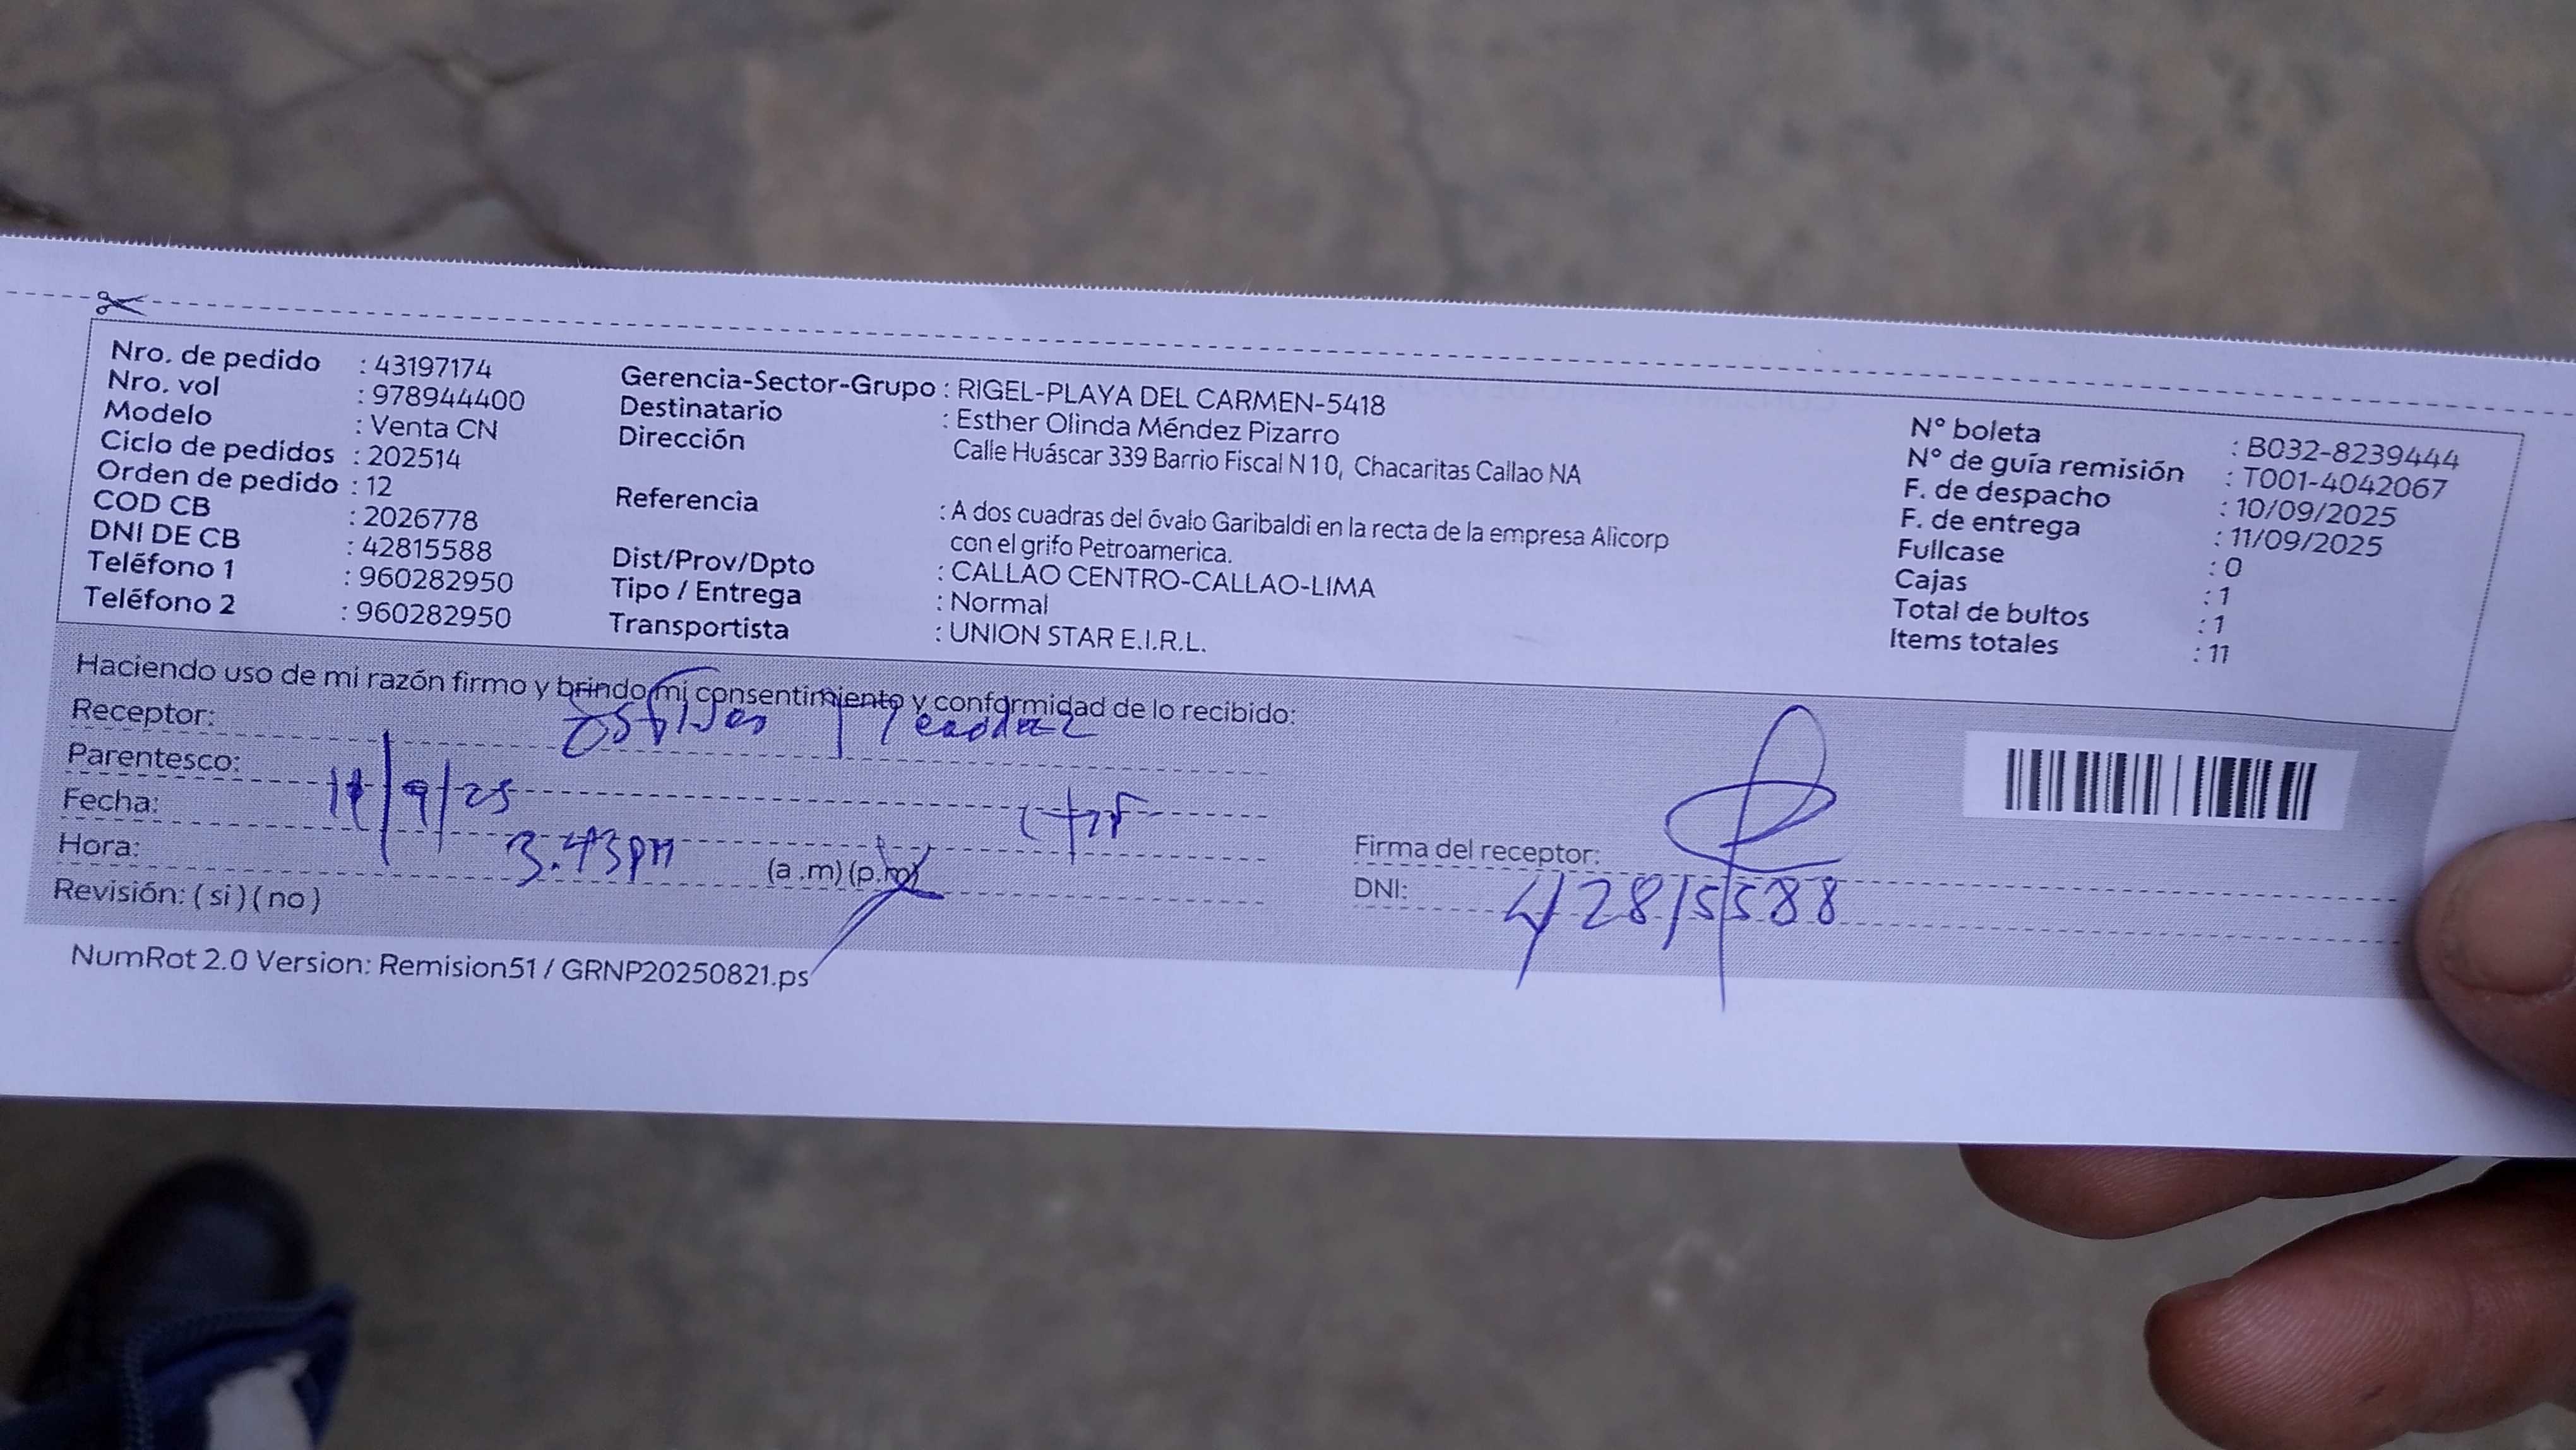 Nro. de pedido : 43197174
Nro. vol : 978944400
Modelo : Venta CN
Ciclo de pedidos : 202514
Orden de pedido : 12
COD CB : 2026778
DNI DE CB : 42815588
Teléfono 1 : 960282950
Teléfono 2 : 960282950
Gerencia-Sector-Grupo : RIGEL-PLAYA DEL CARMEN-5418
Destinatario : Esther Olinda Méndez Pizarro
Dirección Calle Huáscar 339 Barrio Fiscal N 10, Chacaritas Callao NA
Referencia : A dos cuadras del óvalo Garibaldi en la recta de la empresa Alicorp
con el grifo Petroamerica.
Dist/Prov/Dpto : CALLAO CENTRO-CALLAO-LIMA
Tipo / Entrega : Normal
Transportista : UNION STAR E.I.R.L.
N° boleta : B032-8239444
N° de guía remisión : T001-4042067
F. de despacho : 10/09/2025
F. de entrega : 11/09/2025
Fullcase : 0
Cajas : 1
Total de bultos : 1
Items totales : 11
Haciendo uso de mi razón firmo y brindo mi consentimiento y conformidad de lo recibido:
Receptor:
Parentesco:
Fecha: 11/9/25
Hora: 3.43pm (a.m)(p.m)
Revisión: (si)(no)
Firma del receptor:
DNI: 42815588
NumRot 2.0 Version: Remision51 / GRNP20250821.ps